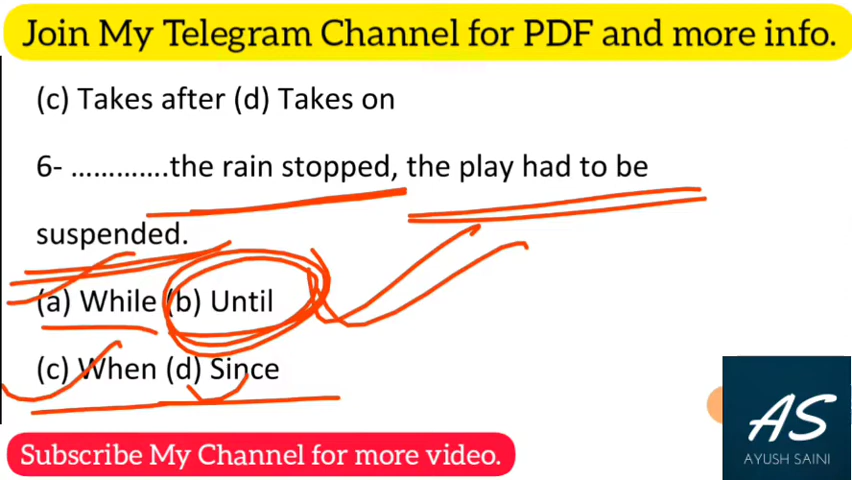 Join My Telegram Channel for PDF and more info.
(c) Takes after (d) Takes on
6- .............the rain stopped, the play had to be
suspended.
(a) While (b) Until
(c) When (d) Since
AS
AYUSH SAINI
Subscribe My Channel for more video.